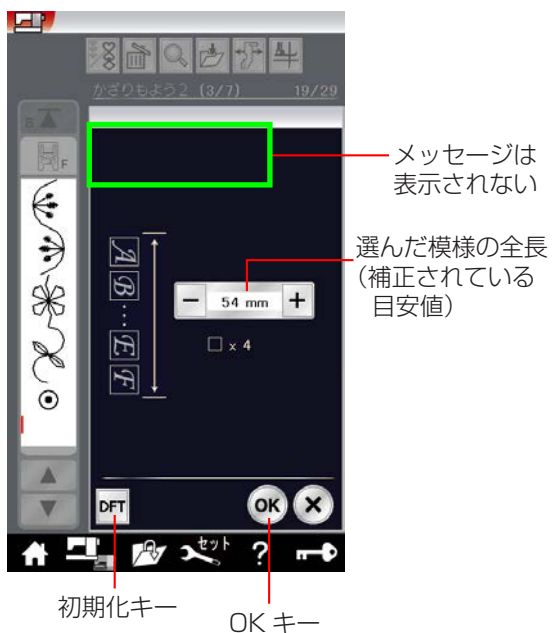 かざりもよう2 (3/7) 19/29
B
F
メッセージは
表示されない
選んだ模様の全長
(補正されている
目安値)
A
B
E
F
− 54 mm +
x 4
DFT
OK
×
セット
?
初期化キー
OK キー